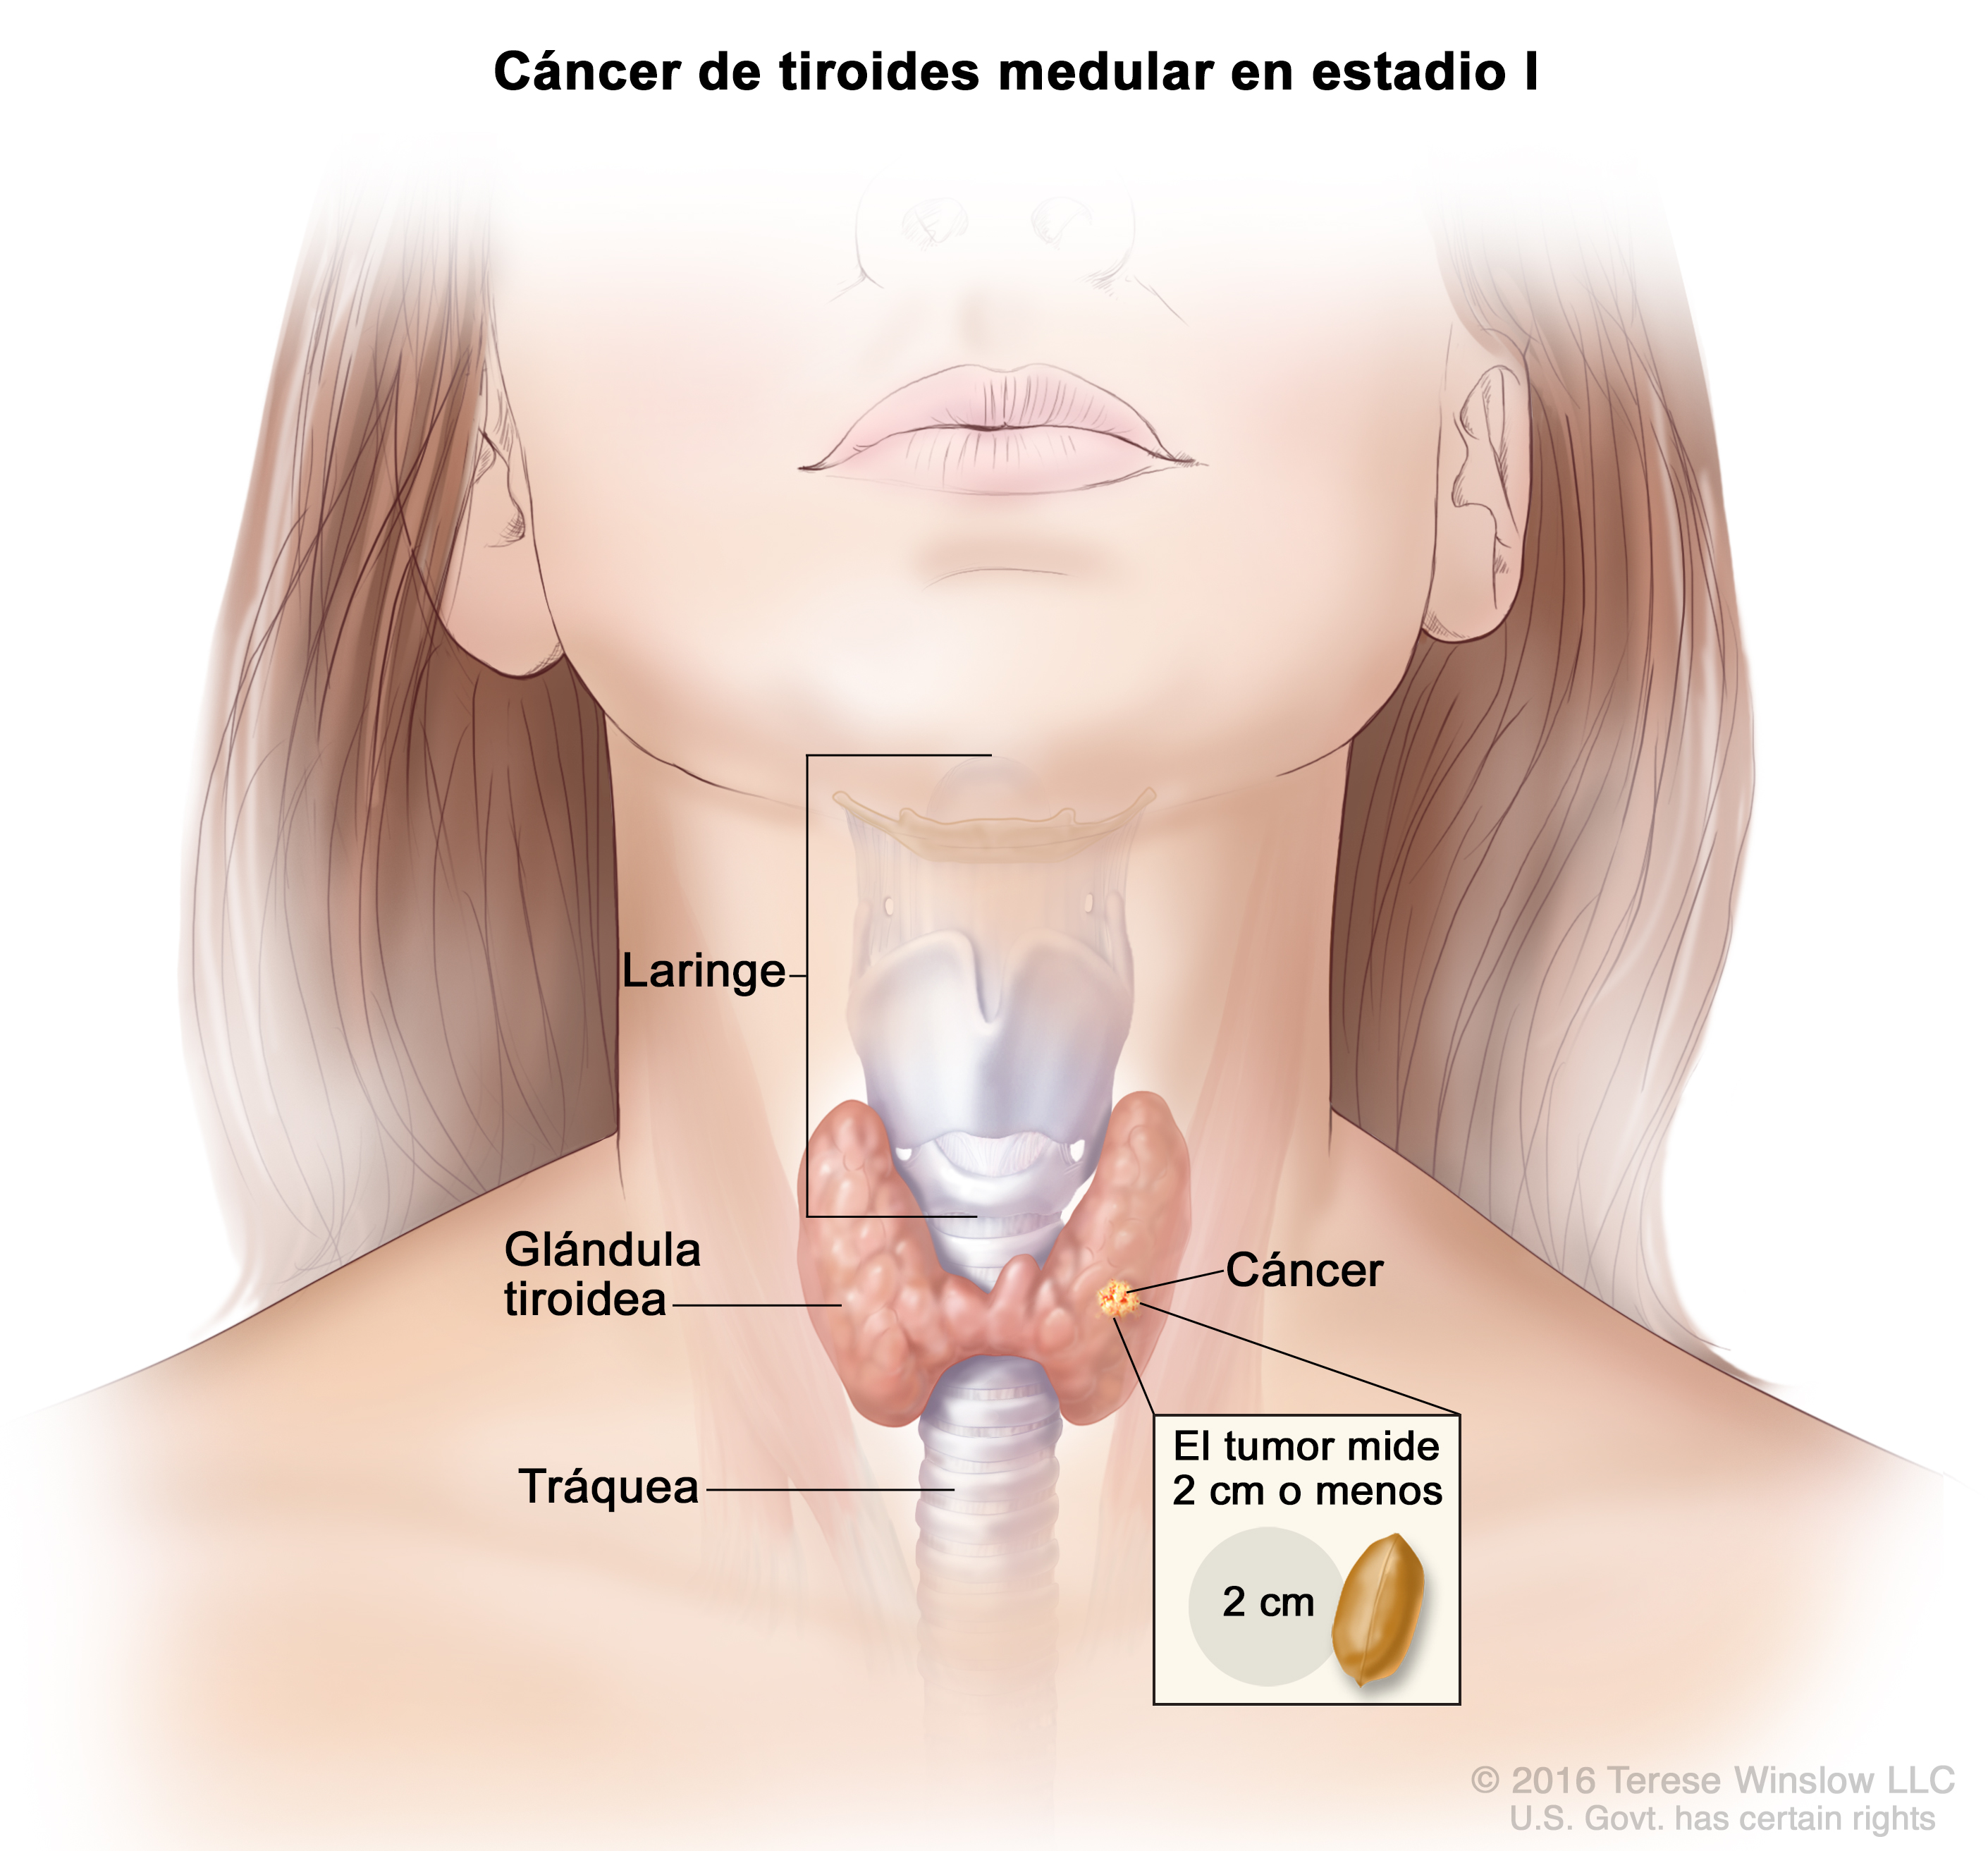 Cáncer de tiroides medular en estadio I
Laringe
Glándula
tiroidea
Cáncer
Tráquea
El tumor mide
2 cm o menos
2 cm
© 2016 Terese Winslow LLC
U.S. Govt. has certain rights